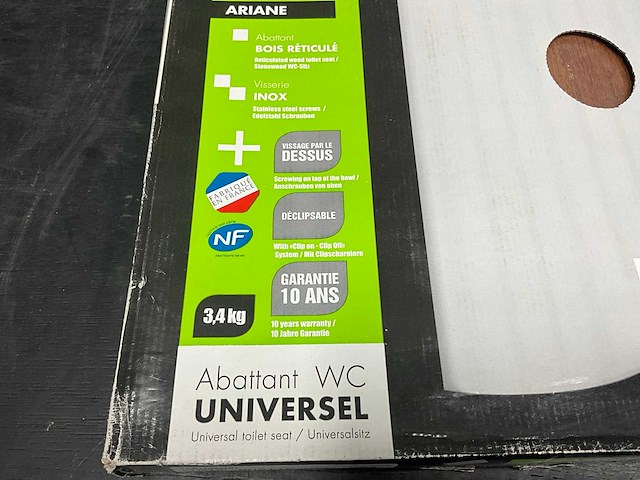 ARIANE
Abattant
BOIS RÉTICULÉ
Reticulated wood toilet seat /
Stonewood WC-Sitz
Visserie
INOX
Stainless steel screws /
Edelstahl Schrauben
VISSAGE PAR LE
DESSUS
Screwing on top of the bowl /
Anschrauben von oben
FABRIQUÉ
EN FRANCE
DÉCLIPSABLE
NF
With «Clip on - Clip Off»
System / Mit Clipscharniere
GARANTIE
10 ANS
3,4 kg
10 years warranty /
10 Jahre Garantie
Abattant WC
UNIVERSEL
Universal toilet seat / Universalsitz